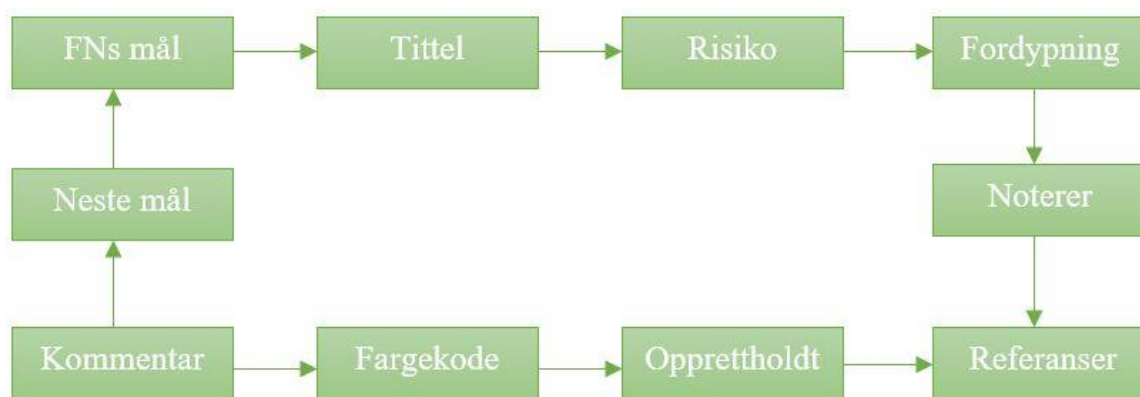 FNs mål
Tittel
Risiko
Fordypning
Neste mål
Noterer
Kommentar
Fargekode
Opprettholdt
Referanser